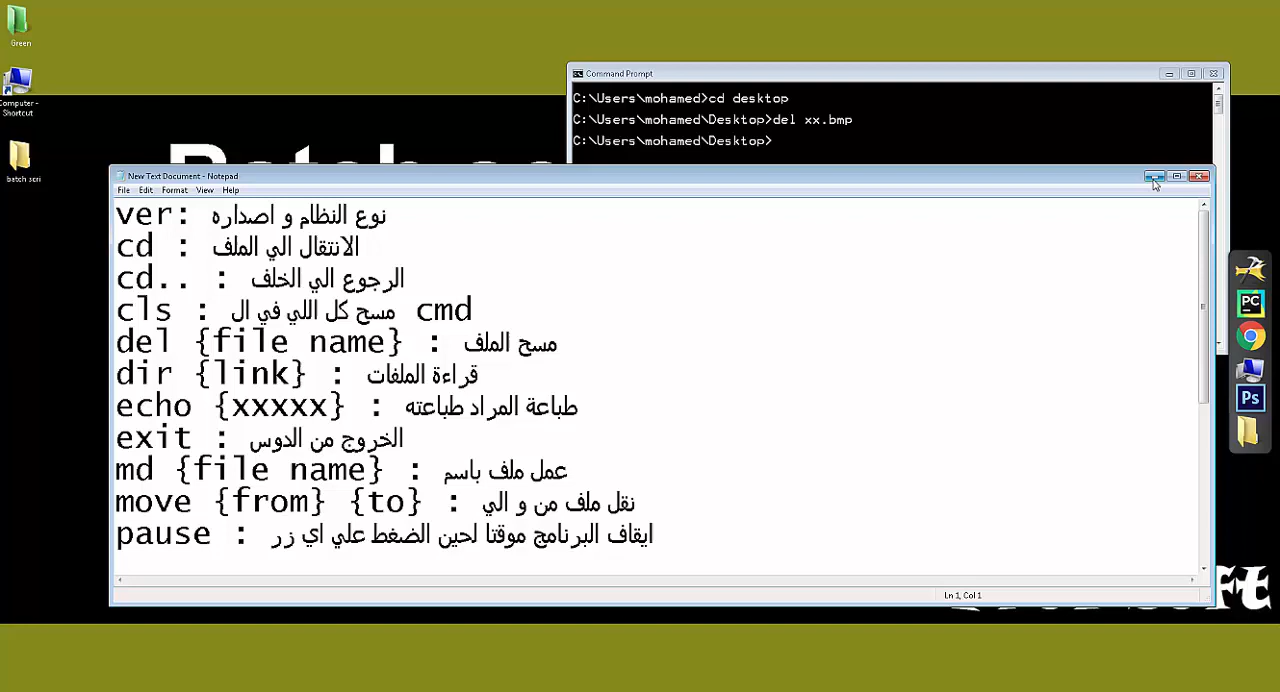 Green
Computer -
Shortcut
batch scri
Command Prompt
C:\Users\mohamed>cd desktop
C:\Users\mohamed\Desktop>del xx.bmp
C:\Users\mohamed\Desktop>
New Text Document - Notepad
File Edit Format View Help
ver: نوع النظام و اصداره
cd : الانتقال الي الملف
cd.. : الرجوع الي الخلف
cls : مسح كل اللي في ال cmd
del {file name} : مسح الملف
dir {link} : قراءة الملفات
echo {xxxxx} : طباعة المراد طباعته
exit : الخروج من الدوس
md {file name} : عمل ملف باسم
move {from} {to} : نقل ملف من و الي
pause : ايقاف البرنامج موقتا لحين الضغط علي اي زر
Ln 1, Col 1
PC
Ps